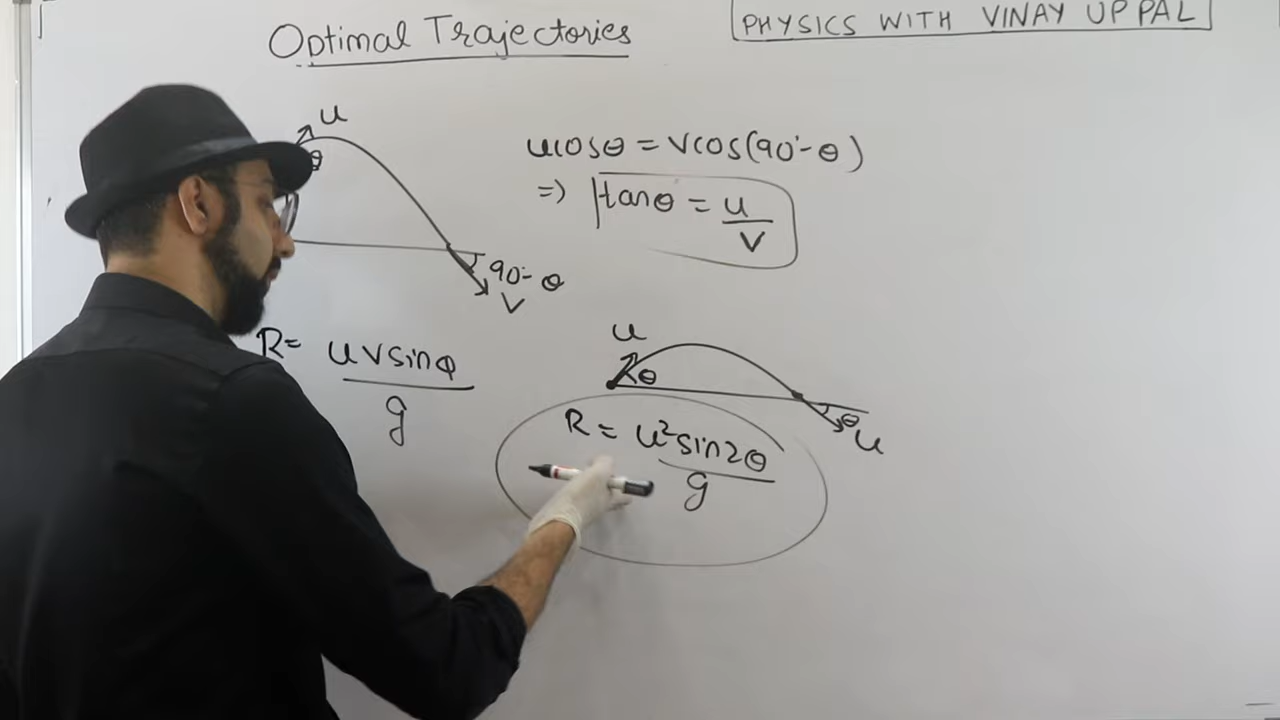 Optimal Trajectories
PHYSICS WITH VINAY UPPAL
u
θ
90°-θ
v
ucosθ = vcos(90°-θ)
=> tanθ = u/v
R = uvsinφ/g
u
θ
θ
u
R = u²sin2θ/g